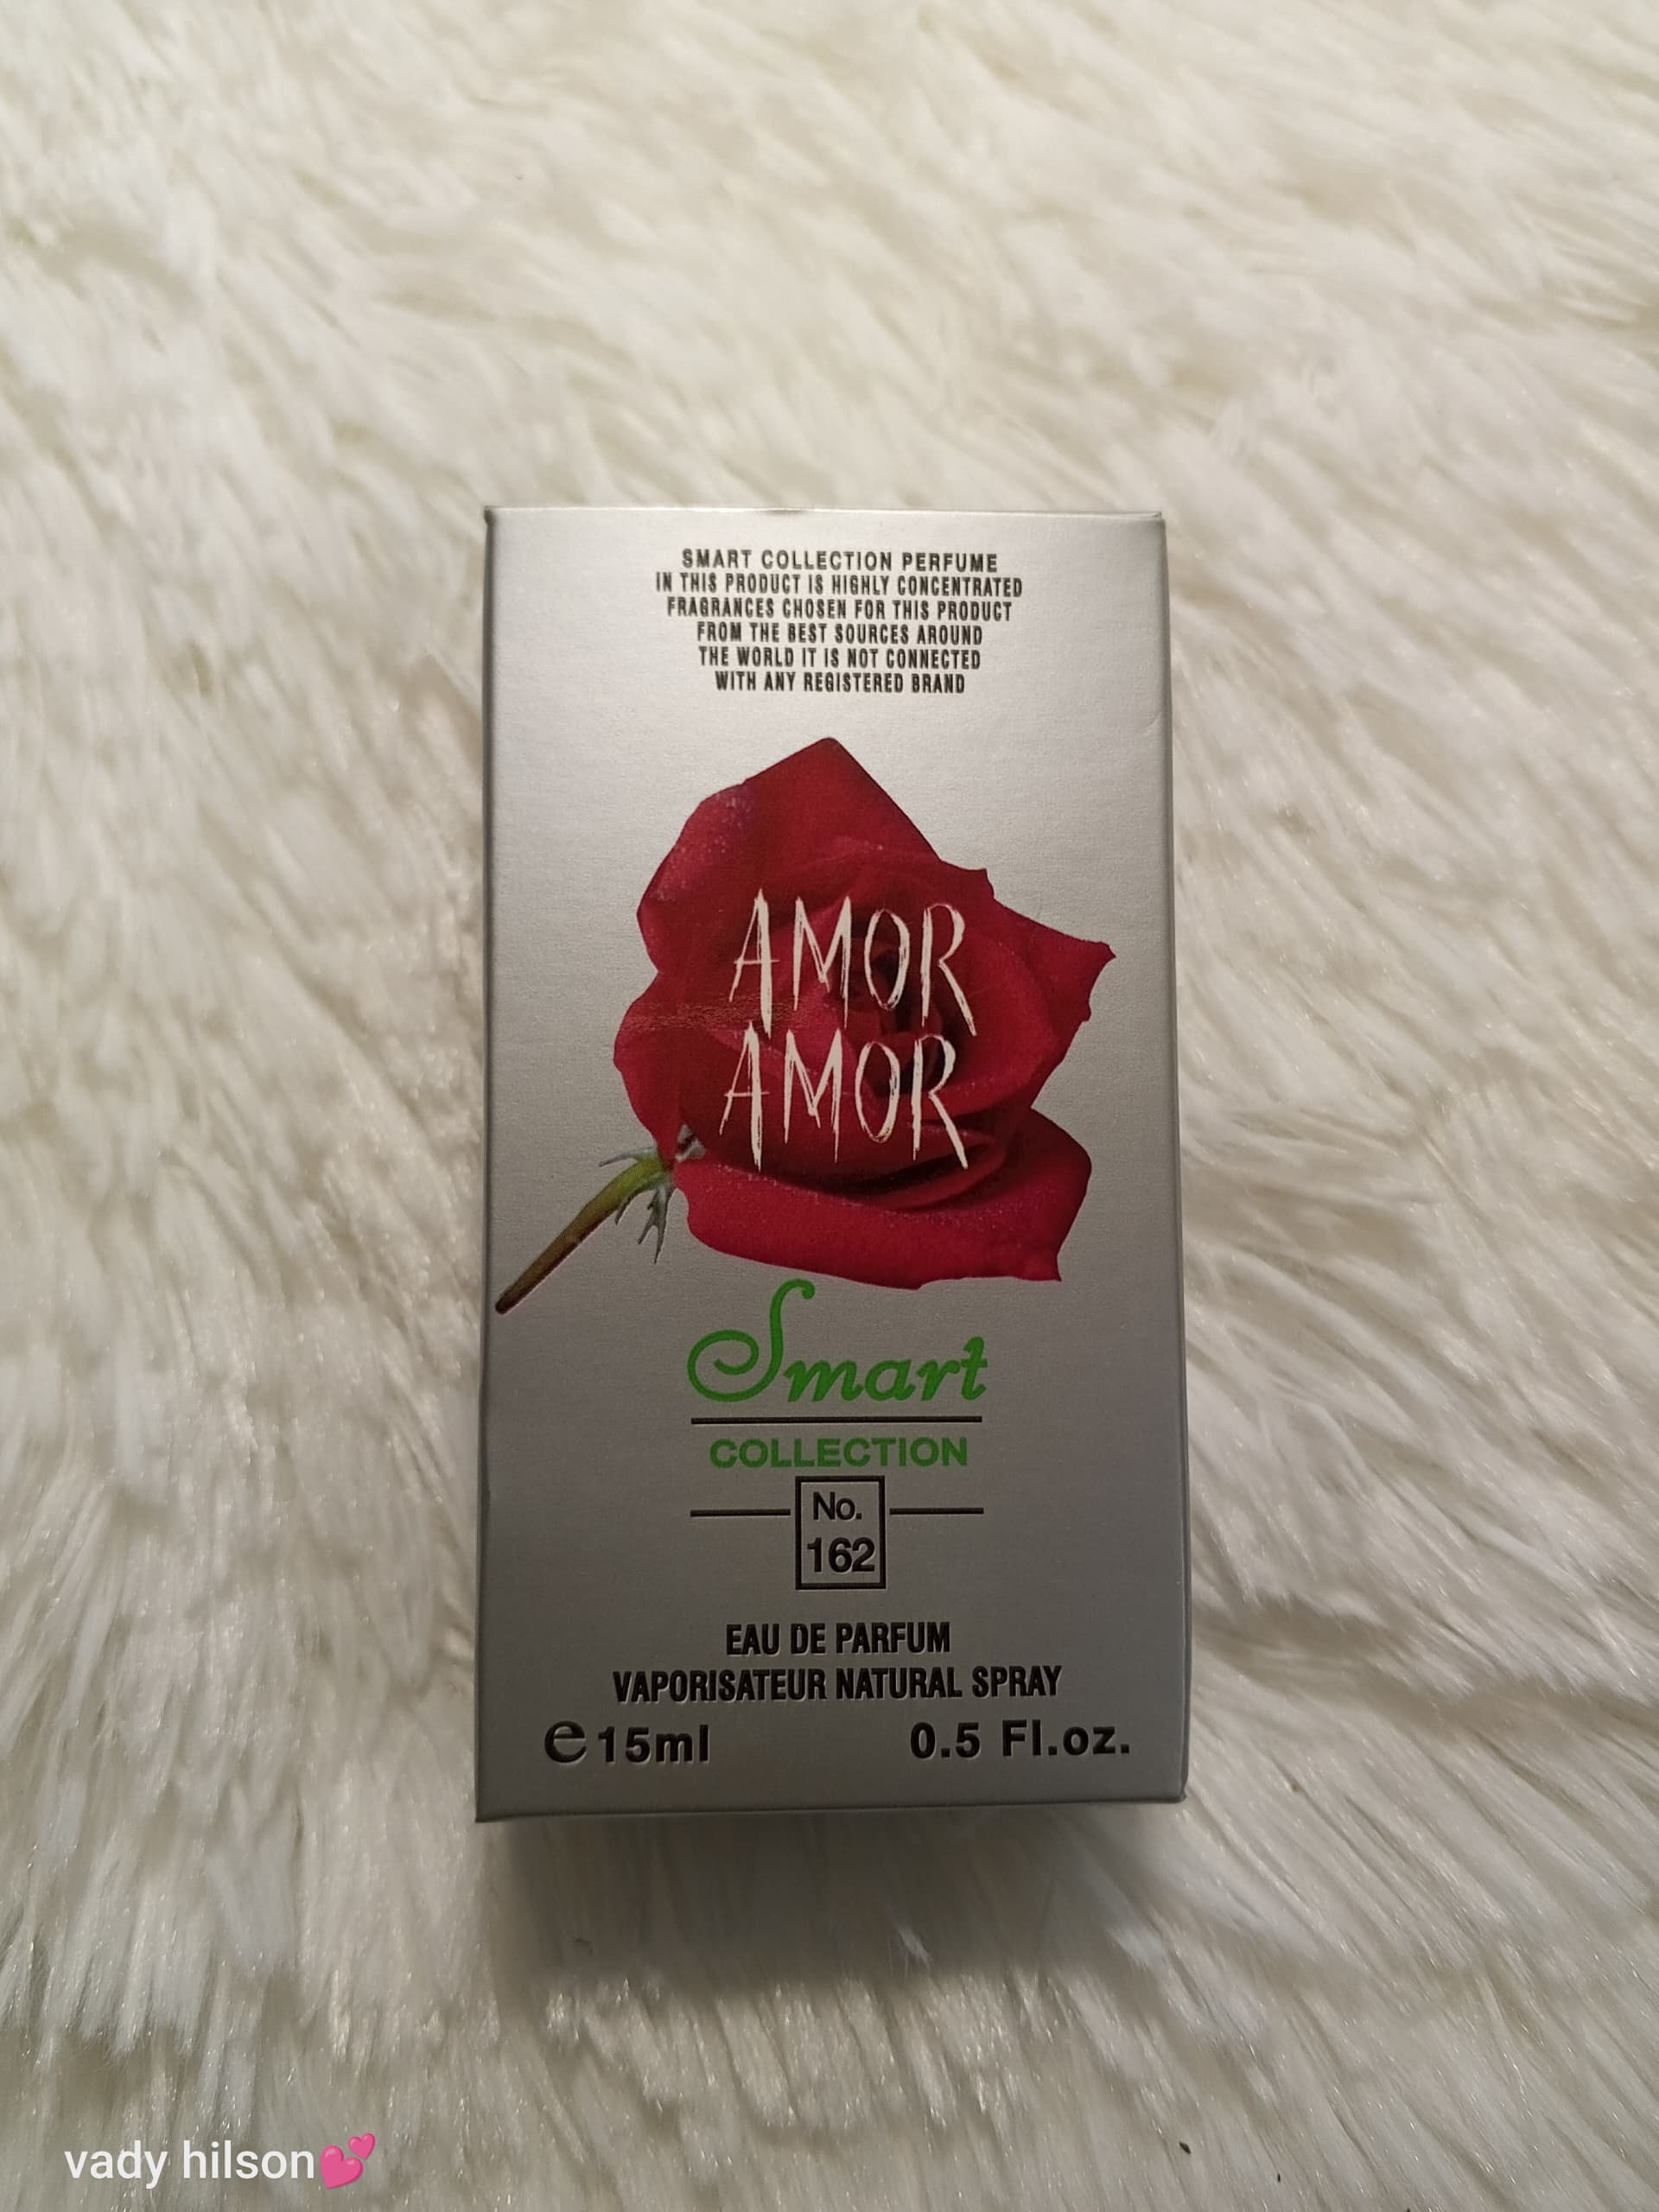 SMART COLLECTION PERFUME
IN THIS PRODUCT IS HIGHLY CONCENTRATED
FRAGRANCES CHOSEN FOR THIS PRODUCT
FROM THE BEST SOURCES AROUND
THE WORLD IT IS NOT CONNECTED
WITH ANY REGISTERED BRAND
AMOR
AMOR
Smart
COLLECTION
No.
162
EAU DE PARFUM
VAPORISATEUR NATURAL SPRAY
e 15ml 0.5 Fl.oz.
vady hilson💕